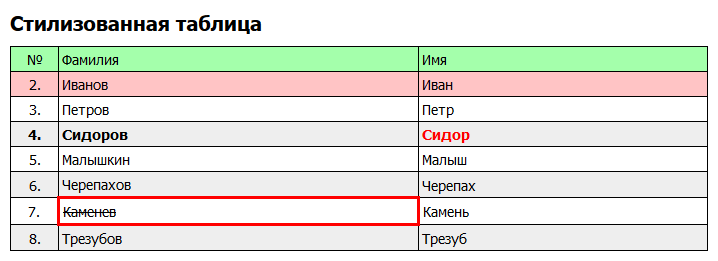 Стилизованная таблица
№ Фамилия Имя
2. Иванов Иван
3. Петров Петр
4. Сидоров Сидор
5. Малышкин Малыш
6. Черепахов Черепах
7. Каменев Камень
8. Трезубов Трезуб